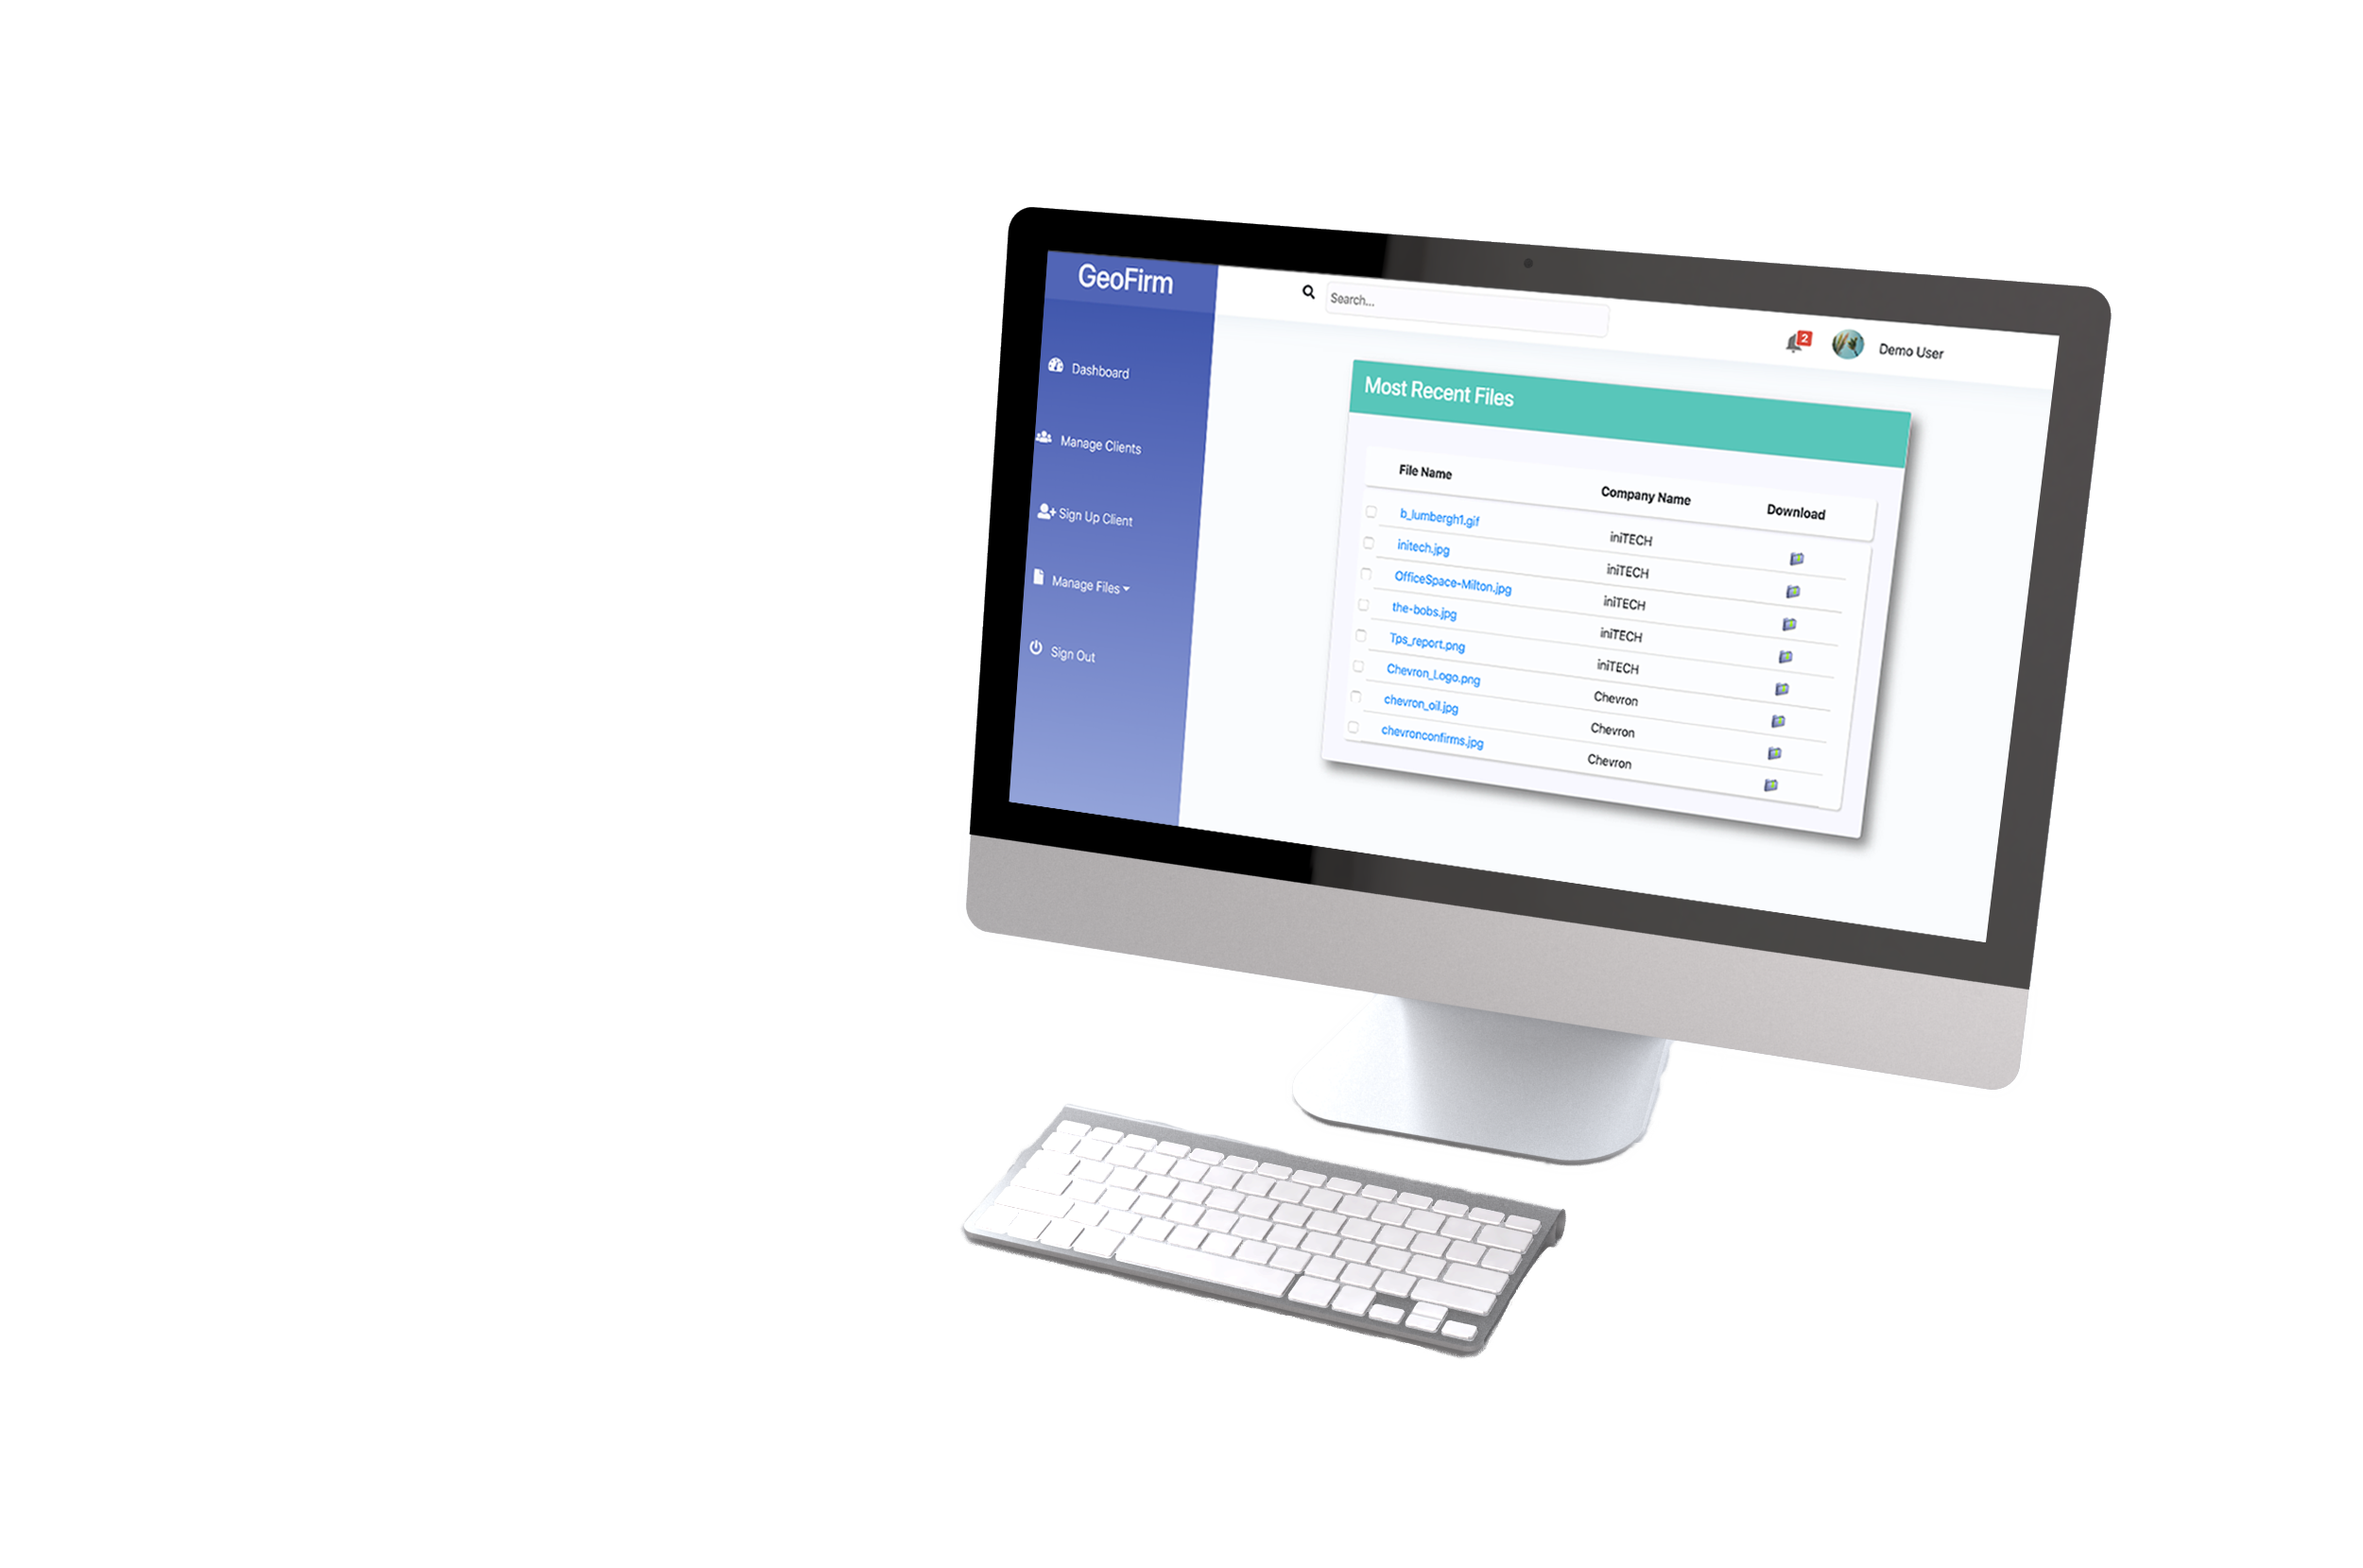 GeoFirm
Search...
2
Demo User
Dashboard
Manage Clients
Sign Up Client
Manage Files
Sign Out
Most Recent Files
File Name Company Name Download
b_lumbergh1.gif iniTECH
initech.jpg iniTECH
OfficeSpace-Milton.jpg iniTECH
the-bobs.jpg iniTECH
Tps_report.png iniTECH
Chevron_Logo.png Chevron
chevron_oil.jpg Chevron
chevronconfirms.jpg Chevron